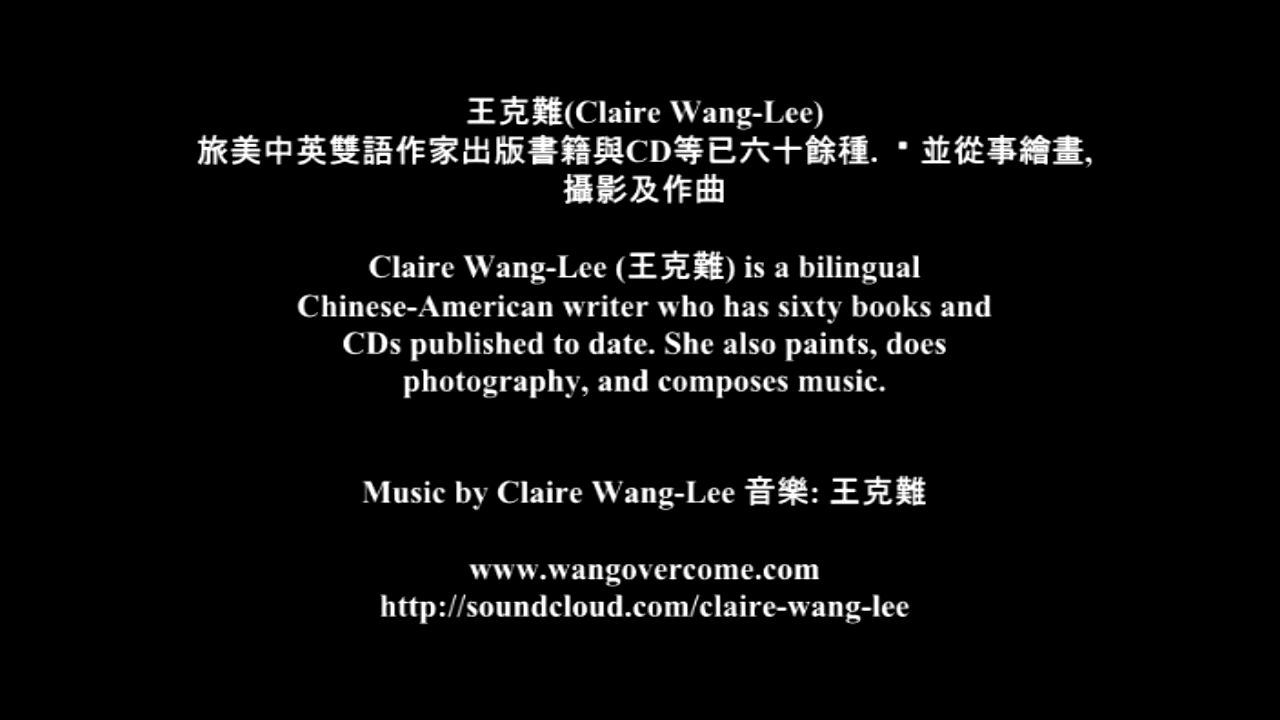 王克難(Claire Wang-Lee)
旅美中英雙語作家出版書籍與CD等已六十餘種. ▪ 並從事繪畫,
攝影及作曲
Claire Wang-Lee (王克難) is a bilingual
Chinese-American writer who has sixty books and
CDs published to date. She also paints, does
photography, and composes music.
Music by Claire Wang-Lee 音樂: 王克難
www.wangovercome.com
http://soundcloud.com/claire-wang-lee